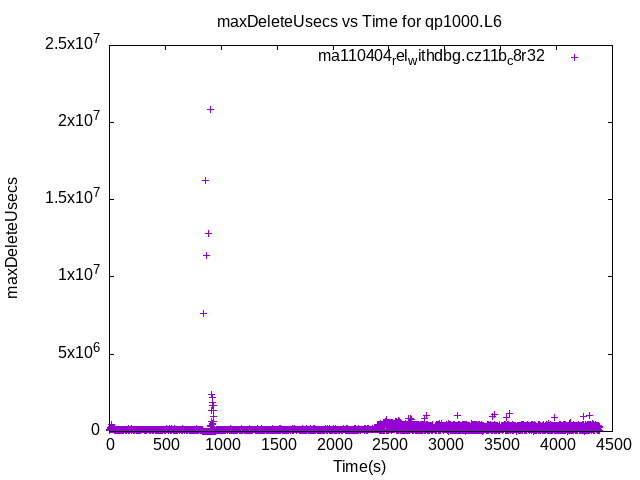 maxDeleteUsecs vs Time for qp1000.L6
ma110404_relwithdbg.cz11b_c8r32
2.5x10^7
2x10^7
1.5x10^7
1x10^7
5x10^6
0
maxDeleteUsecs
0 500 1000 1500 2000 2500 3000 3500 4000 4500
Time(s)